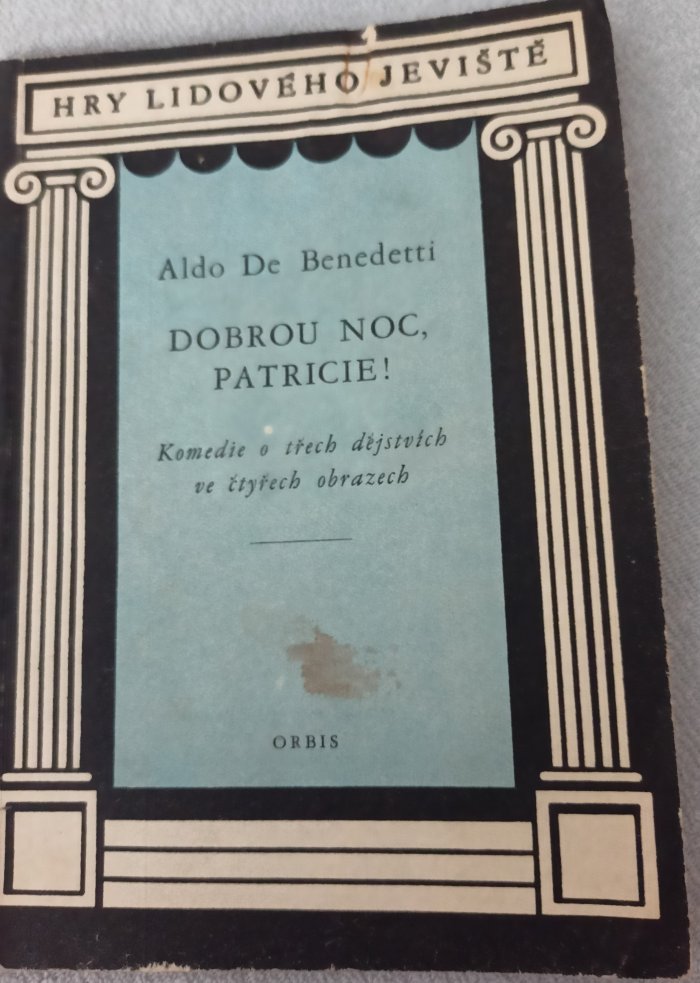 HRY LIDOVÉHO JEVIŠTĚ
Aldo De Benedetti
DOBROU NOC,
PATRICIE!
Komedie o třech dějstvích
ve čtyřech obrazech
ORBIS